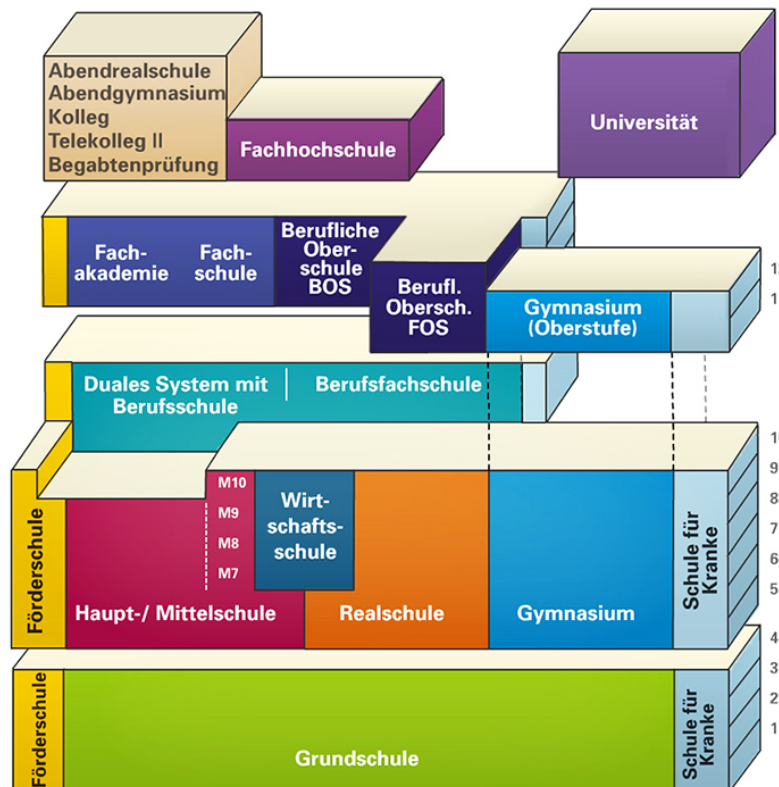 Abendrealschule
Abendgymnasium
Kolleg
Telekolleg II
Begabtenprüfung
Fachhochschule
Universität
Fach-
akademie
Fach-
schule
Berufliche
Ober-
schule
BOS
Berufl.
Obersch.
FOS
Gymnasium
(Oberstufe)
Duales System mit
Berufsschule
Berufsfachschule
10
9
8
7
6
5
Förderschule
M10
M9
M8
M7
Haupt-/ Mittelschule
Wirt-
schafts-
schule
Realschule
Gymnasium
Schule für
Kranke
4
3
2
1
Förderschule
Grundschule
Schule für
Kranke